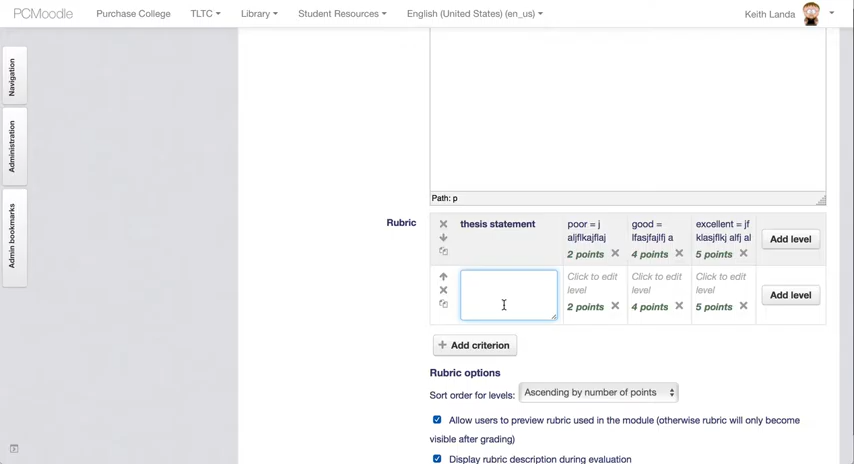 PCMoodle Purchase College TLTC Library Student Resources English (United States) (en_us) Keith Landa
Navigation
Administration
Admin bookmarks
Path: p
Rubric
thesis statement
poor = j
aljflkajflaj
2 points
good =
lfasjfajlfj a
4 points
excellent = jf
klasjflkj alfj al
5 points
Add level
Click to edit
level
2 points
Click to edit
level
4 points
Click to edit
level
5 points
Add level
+ Add criterion
Rubric options
Sort order for levels: Ascending by number of points
Allow users to preview rubric used in the module (otherwise rubric will only become
visible after grading)
Display rubric description during evaluation